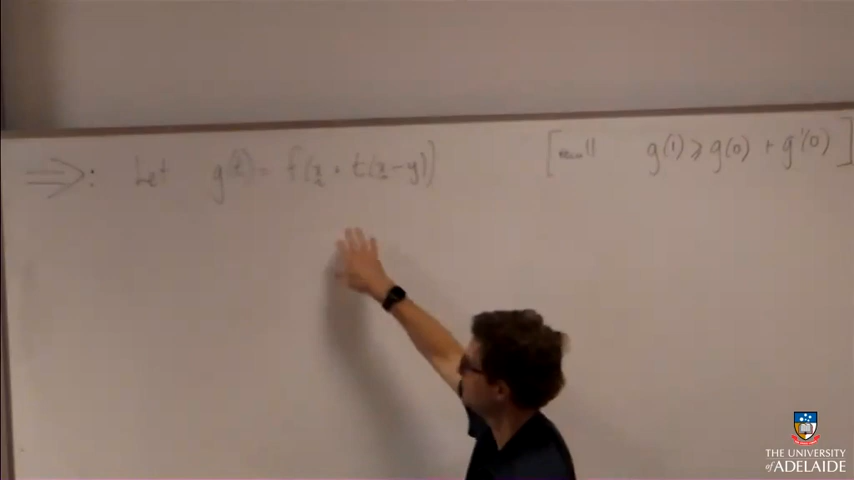 ⇒: Let g(t) = f(x + t(x-y)) [recall g(1) ⩾ g(0) + g'(0)]
THE UNIVERSITY
of ADELAIDE